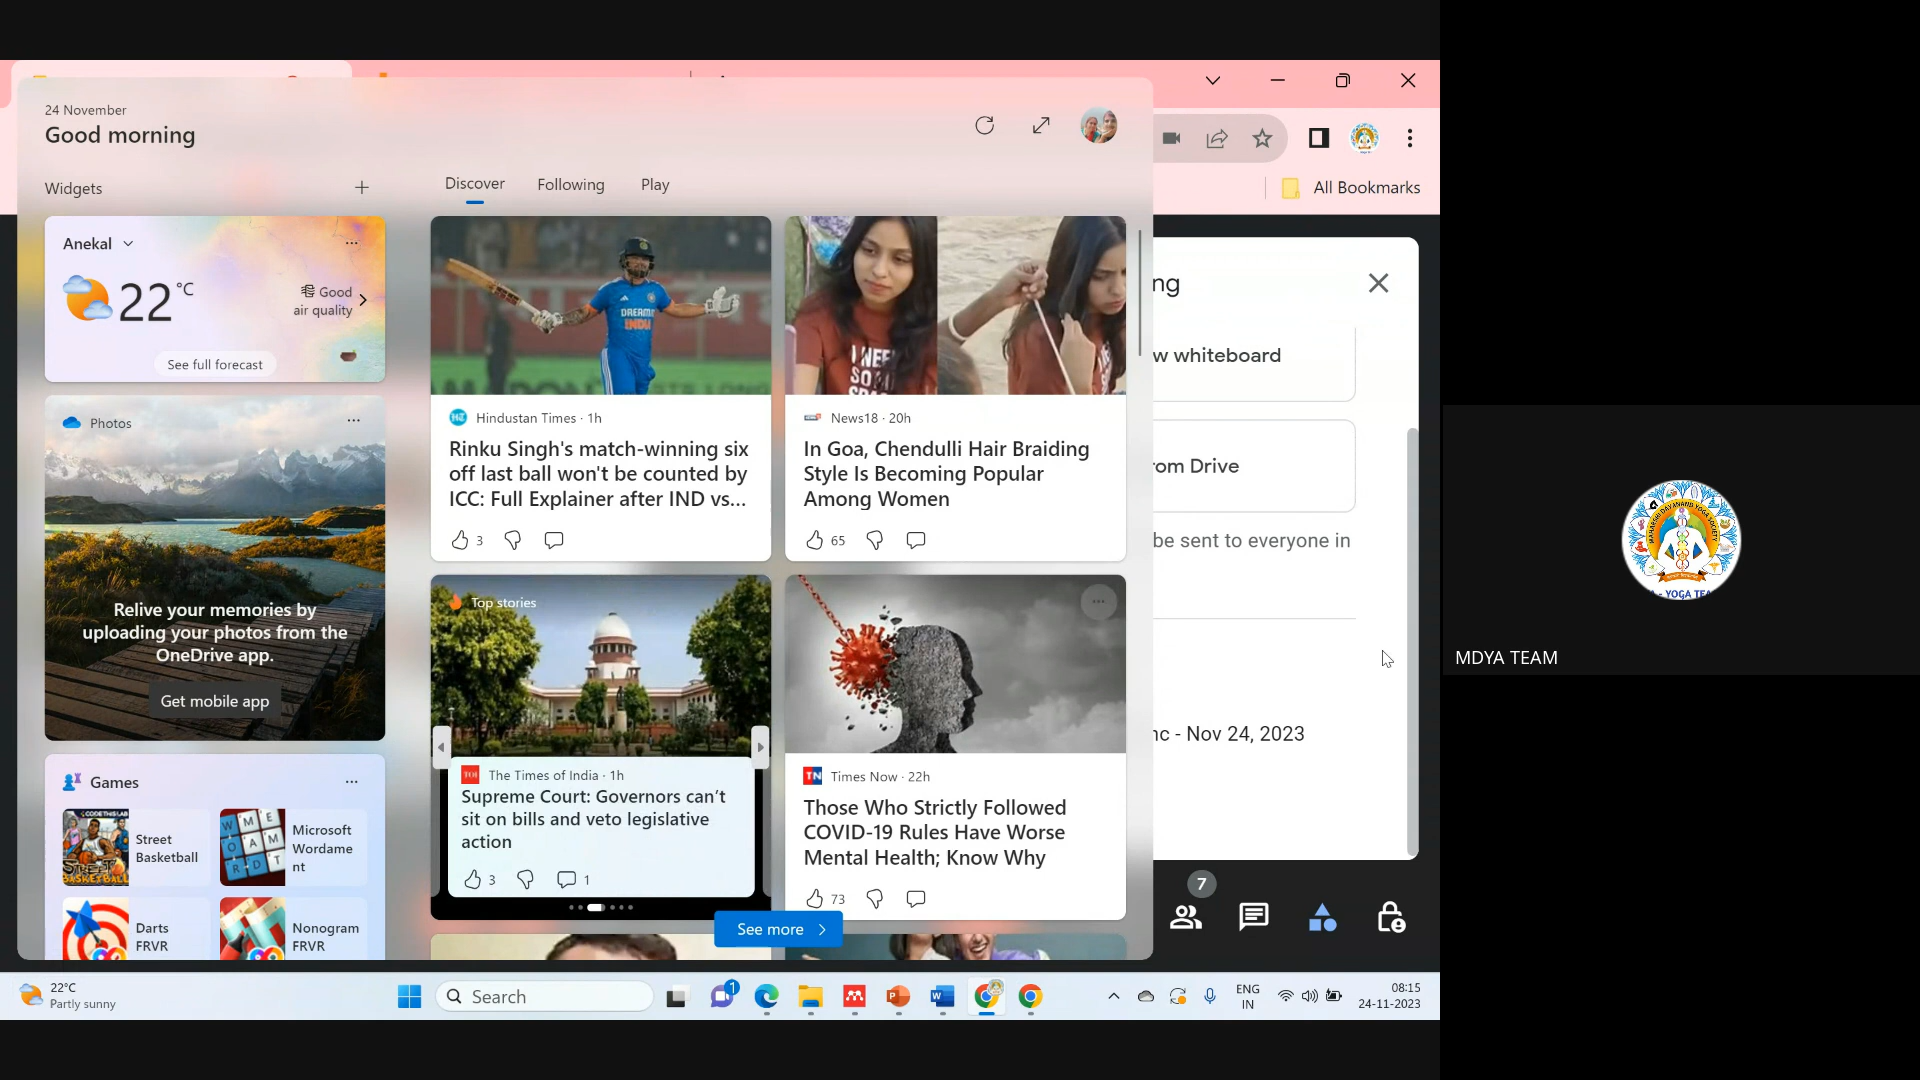 24 November
Good morning
Widgets
Discover
Following
Play
All Bookmarks
Anekal
22
°C
Good
air quality
See full forecast
Photos
Relive your memories by
uploading your photos from the
OneDrive app.
Get mobile app
Games
Street
Basketball
Microsoft
Wordame
nt
Darts
FRVR
Nonogram
FRVR
DREAM11
INDIA
Hindustan Times · 1h
Rinku Singh's match-winning six
off last ball won't be counted by
ICC: Full Explainer after IND vs...
3
I NEED
News18 · 20h
In Goa, Chendulli Hair Braiding
Style Is Becoming Popular
Among Women
65
Top stories
TOI
The Times of India · 1h
Supreme Court: Governors can't
sit on bills and veto legislative
action
3
1
TN
Times Now · 22h
Those Who Strictly Followed
COVID-19 Rules Have Worse
Mental Health; Know Why
73
See more
ng
w whiteboard
rom Drive
be sent to everyone in
nc - Nov 24, 2023
7
MDYA TEAM
22°C
Partly sunny
Search
1
ENG
IN
08:15
24-11-2023